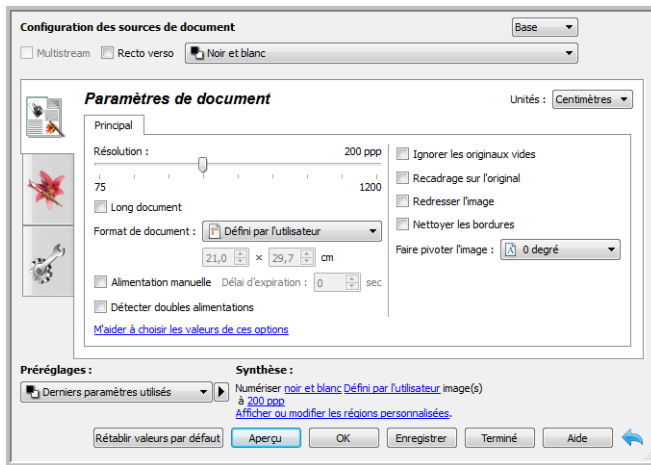 Configuration des sources de document
Base
Multistream Recto verso Noir et blanc
Paramètres de document
Unités : Centimètres
Principal
Résolution : 200 ppp
75 1200
Long document
Format de document : Défini par l'utilisateur
21,0 × 29,7 cm
Alimentation manuelle Délai d'expiration : 0 sec
Détecter doubles alimentations
M'aider à choisir les valeurs de ces options
Ignorer les originaux vides
Recadrage sur l'original
Redresser l'image
Nettoyer les bordures
Faire pivoter l'image : A 0 degré
Préréglages :
Derniers paramètres utilisés
Synthèse :
Numériser noir et blanc Défini par l'utilisateur image(s)
à 200 ppp
Afficher ou modifier les régions personnalisées.
Rétablir valeurs par défaut Aperçu OK Enregistrer Terminé Aide